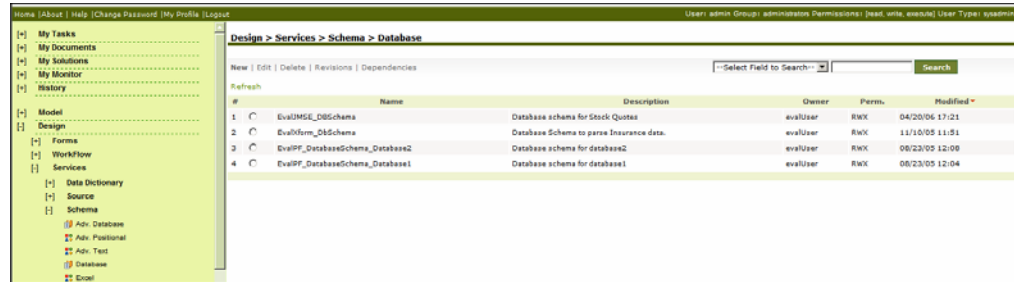 Home |About | Help |Change Password |My Profile |Logout
User: admin Group: administrators Permissions: [read, write, execute] User Type: sysadmin
[+] My Tasks
[+] My Documents
[+] My Solutions
[+] My Monitor
[+] History
[+] Model
[-] Design
[+] Forms
[+] WorkFlow
[-] Services
[+] Data Dictionary
[+] Source
[-] Schema
Adv. Database
Adv. Positional
Adv. Text
Database
Excel
Design > Services > Schema > Database
New | Edit | Delete | Revisions | Dependencies
--Select Field to Search-- Search
Refresh
# Name Description Owner Perm. Modified
1 EvalJMSE_DBSchema Database schema for Stock Quotes evalUser RWX 04/20/06 17:21
2 EvalXform_DbSchema Database Schema to parse Insurance data. evalUser RWX 11/10/05 11:51
3 EvalPF_DatabaseSchema_Database2 Database schema for database2 evalUser RWX 08/23/05 12:08
4 EvalPF_DatabaseSchema_Database1 Database schema for database1 evalUser RWX 08/23/05 12:04